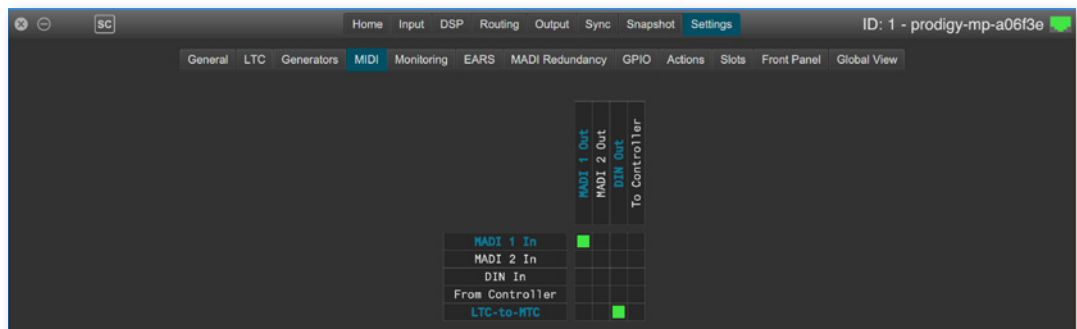 SC Home Input DSP Routing Output Sync Snapshot Settings ID: 1 - prodigy-mp-a06f3e
General LTC Generators MIDI Monitoring EARS MADI Redundancy GPIO Actions Slots Front Panel Global View
MADI 1 Out
MADI 2 Out
DIN Out
To Controller
MADI 1 In
MADI 2 In
DIN In
From Controller
LTC-to-MTC